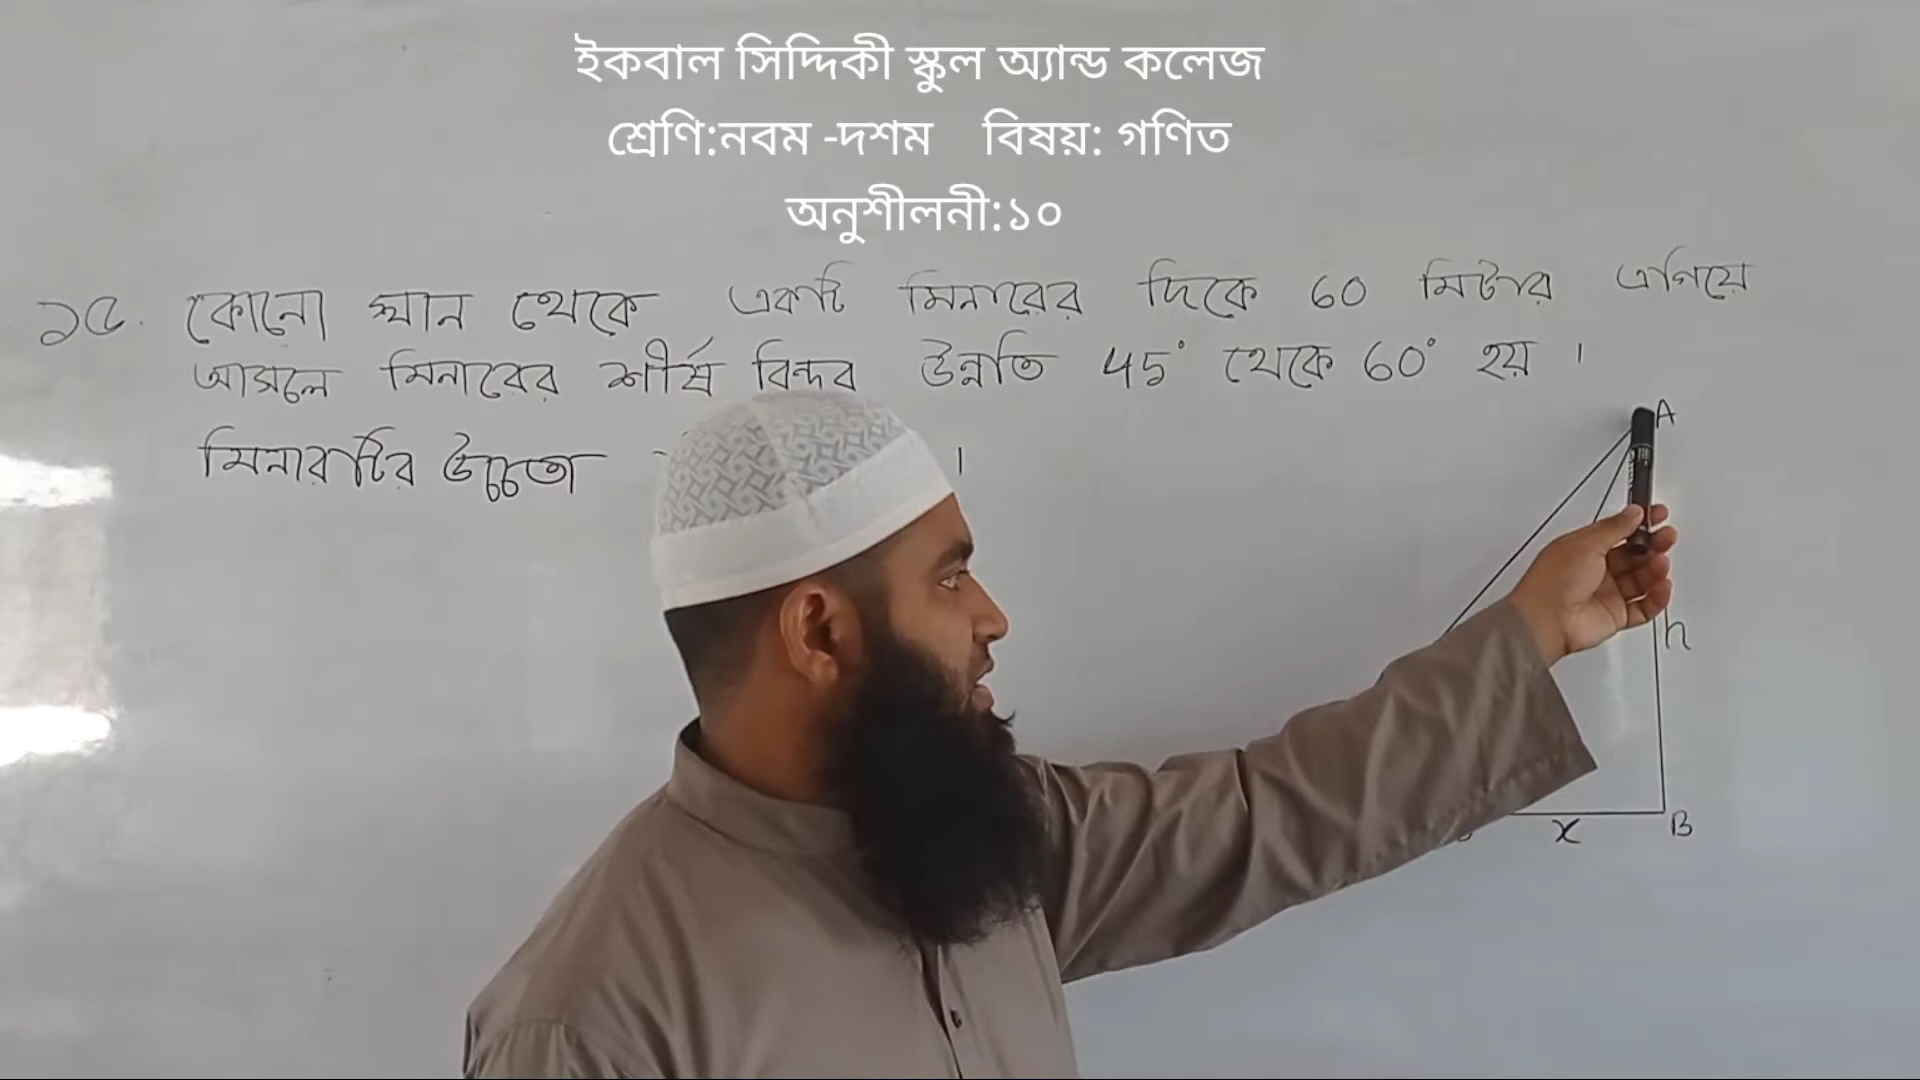 ইকবাল সিদ্দিকী স্কুল অ্যান্ড কলেজ
শ্রেণি:নবম -দশম বিষয়: গণিত
অনুশীলনী:১০
১৫. কোনো স্থান থেকে একটি মিনারের দিকে 60 মিটার এগিয়ে
আসলে মিনারের শীর্ষ বিন্দুর উন্নতি 45° থেকে 60° হয় ।
মিনারটির উচ্চতা ।
A
h
x
B